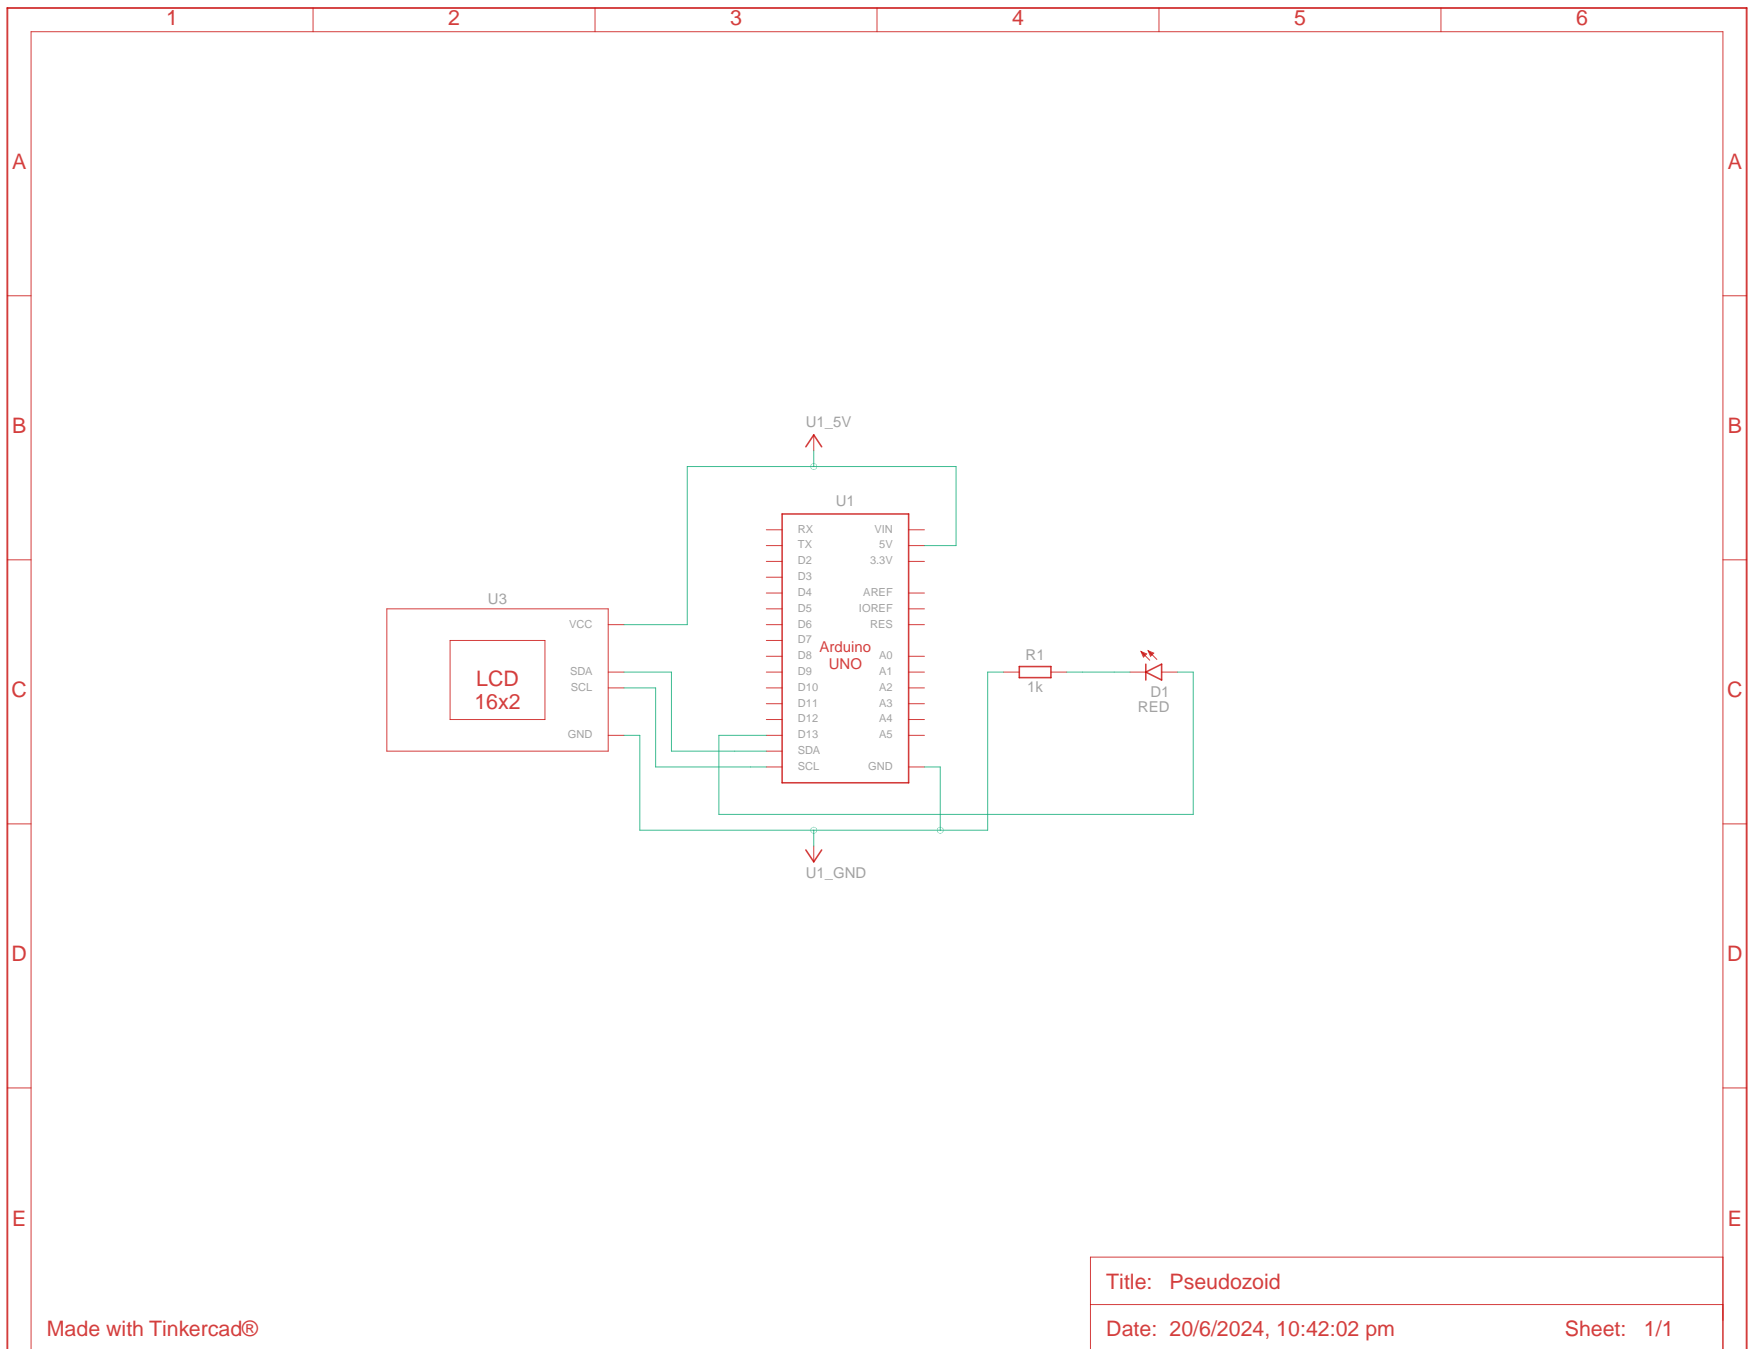 1 2 3 4 5 6
A A
B B
C C
D D
E E
U1_5V
U1
RX VIN
TX 5V
D2 3.3V
D3
D4 AREF
D5 IOREF
D6 RES
D7
Arduino
UNO
D8 A0
D9 A1
D10 A2
D11 A3
D12 A4
D13 A5
SDA
SCL GND
U3
VCC
SDA
SCL
GND
LCD
16x2
R1
1k
D1
RED
U1_GND
Title: Pseudozoid
Date: 20/6/2024, 10:42:02 pm Sheet: 1/1
Made with Tinkercad®